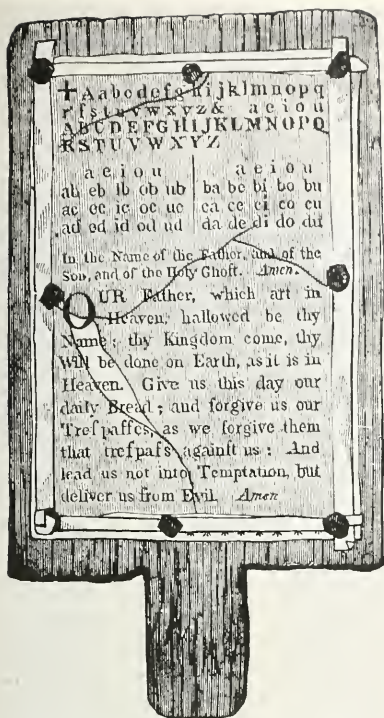 ✚Aabcdefghijklmnopq
rſstuvwxyz& aeiou
ABCDEFGHIJKLMNOPQ
RSTUVWXYZ
a e i o u a e i o u
ab eb ib ob ub ba be bi bo bu
ac ec ic oc uc ca ce ci co cu
ad ed id od ud da de di do du
In the Name of the Father, and of the
Son, and of the Holy Ghoſt. Amen.
OUR Father, which art in
Heaven, hallowed be thy
Name; thy Kingdom come, thy
Will be done on Earth, as it is in
Heaven. Give us this day our
daily Bread; and forgive us our
Treſpaſſes, as we forgive them
that treſpaſs againſt us: And
lead us not into Temptation, but
deliver us from Evil. Amen